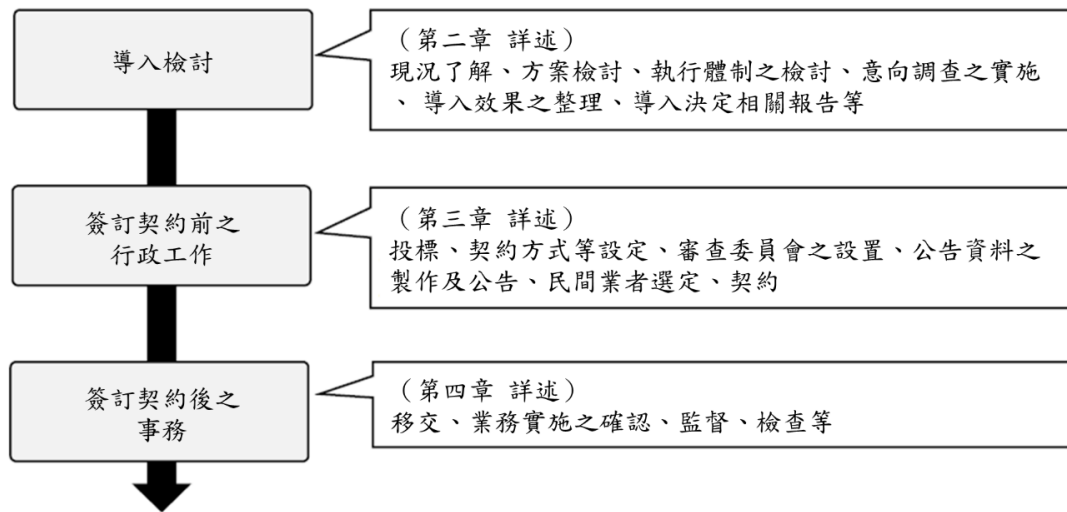 導入檢討
（第二章 詳述）
現況了解、方案檢討、執行體制之檢討、意向調查之實施
、 導入效果之整理、導入決定相關報告等
簽訂契約前之
行政工作
（第三章 詳述）
投標、契約方式等設定、審查委員會之設置、公告資料之
製作及公告、民間業者選定、契約
簽訂契約後之
事務
（第四章 詳述）
移交、業務實施之確認、監督、檢查等